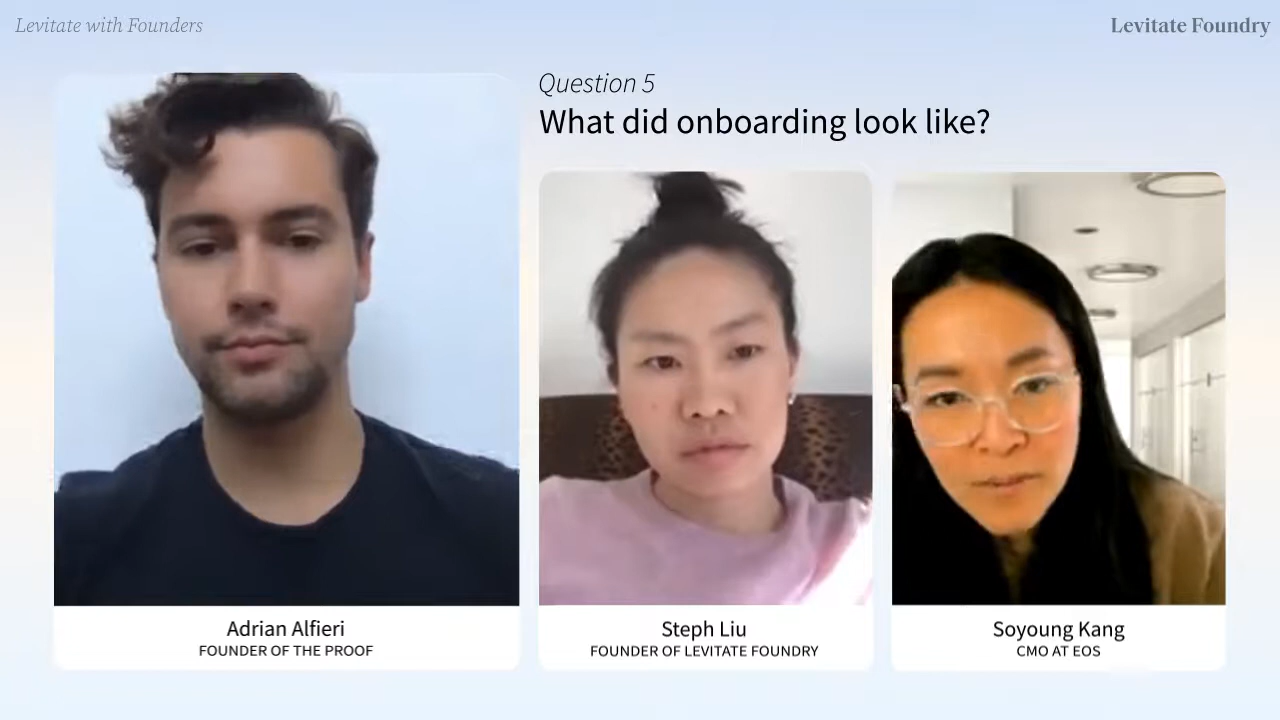 Levitate with Founders
Levitate Foundry
Question 5
What did onboarding look like?
Adrian Alfieri
FOUNDER OF THE PROOF
Steph Liu
FOUNDER OF LEVITATE FOUNDRY
Soyoung Kang
CMO AT EOS